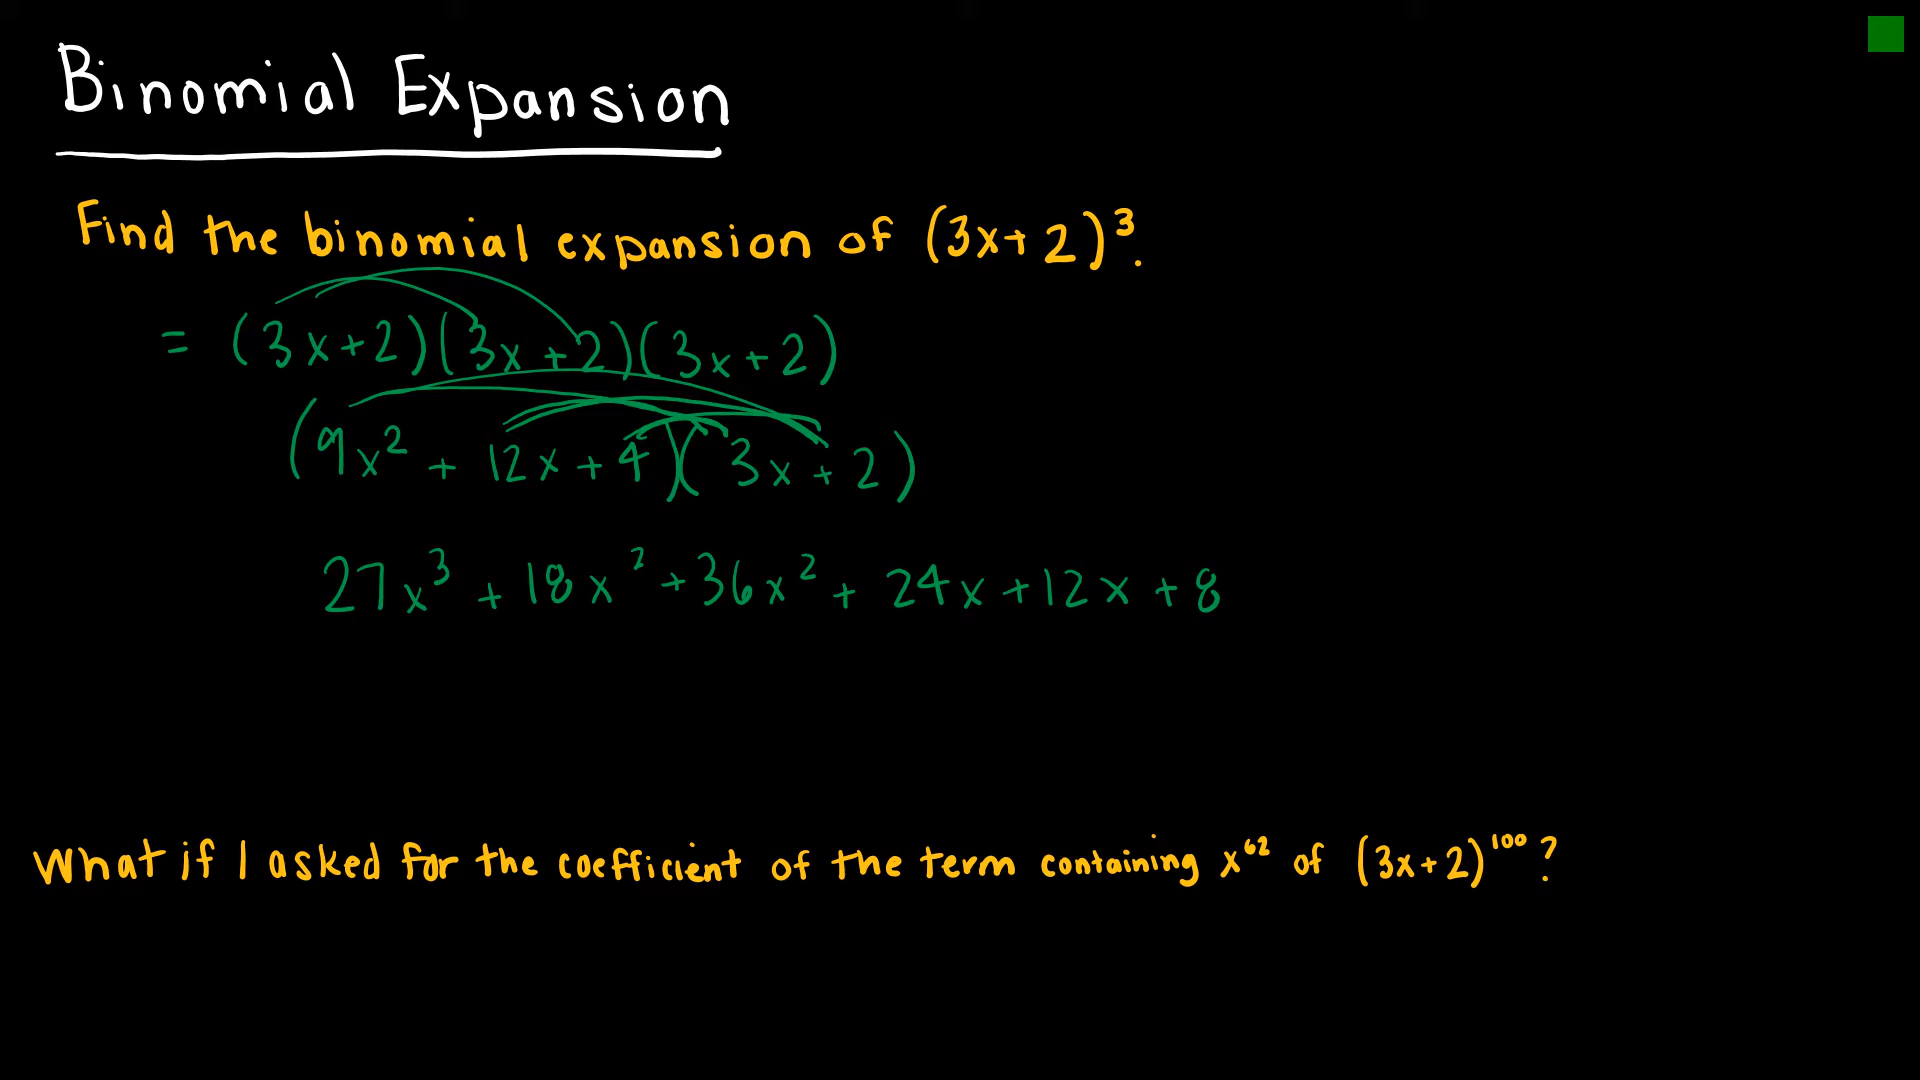 Binomial Expansion
Find the binomial expansion of (3x+2)³.
= (3x+2)(3x+2)(3x+2)
(9x² + 12x + 4)(3x + 2)
27x³ + 18x² + 36x² + 24x + 12x + 8
What if I asked for the coefficient of the term containing x⁶² of (3x+2)¹⁰⁰?